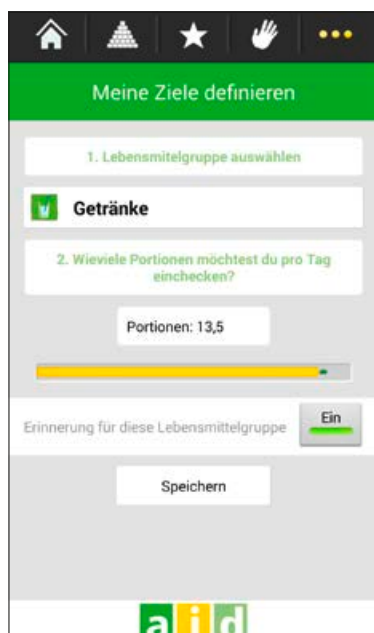 Meine Ziele definieren
1. Lebensmitelgruppe auswählen
Getränke
2. Wieviele Portionen möchtest du pro Tag
einchecken?
Portionen: 13,5
Erinnerung für diese Lebensmittelgruppe
Ein
Speichern
aid